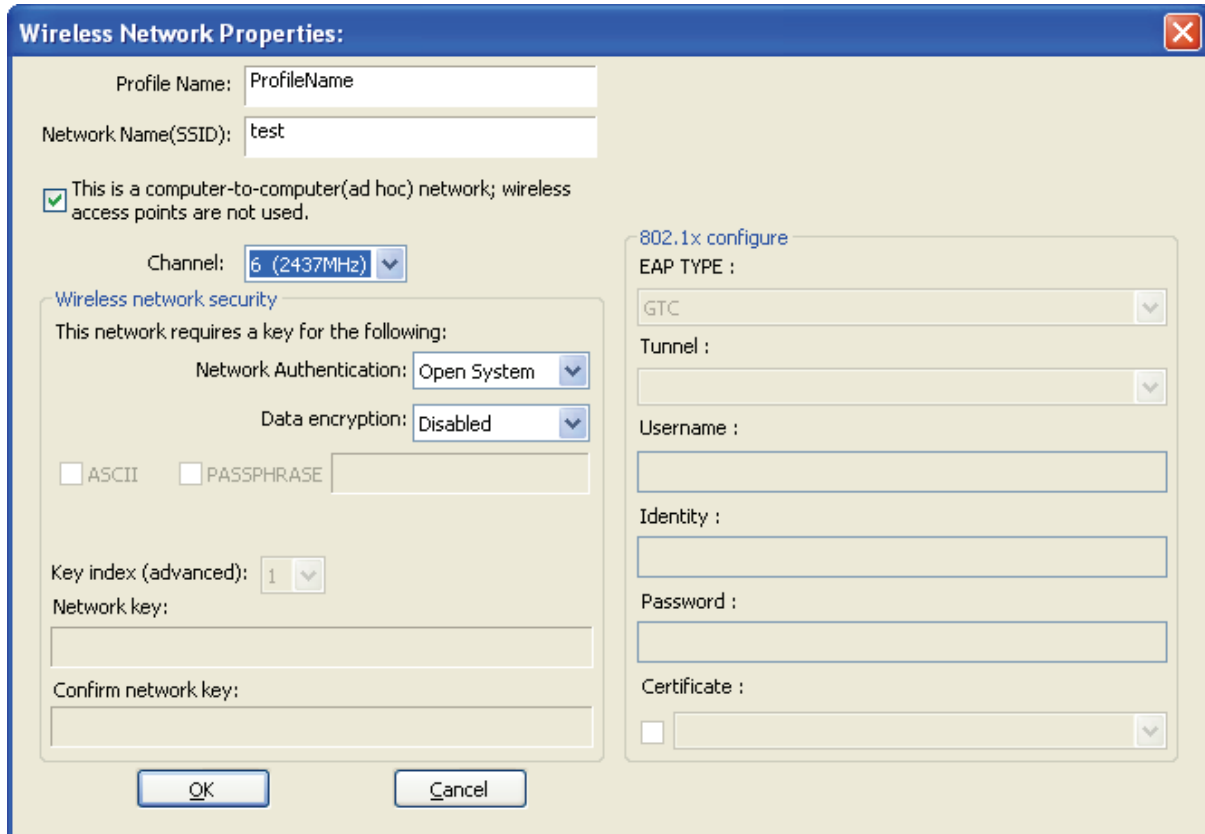 Wireless Network Properties:
Profile Name: ProfileName
Network Name(SSID): test
This is a computer-to-computer(ad hoc) network; wireless
access points are not used.
Channel: 6 (2437MHz)
Wireless network security
This network requires a key for the following:
Network Authentication: Open System
Data encryption: Disabled
ASCII PASSPHRASE
Key index (advanced): 1
Network key:
Confirm network key:
OK Cancel
802.1x configure
EAP TYPE :
GTC
Tunnel :
Username :
Identity :
Password :
Certificate :